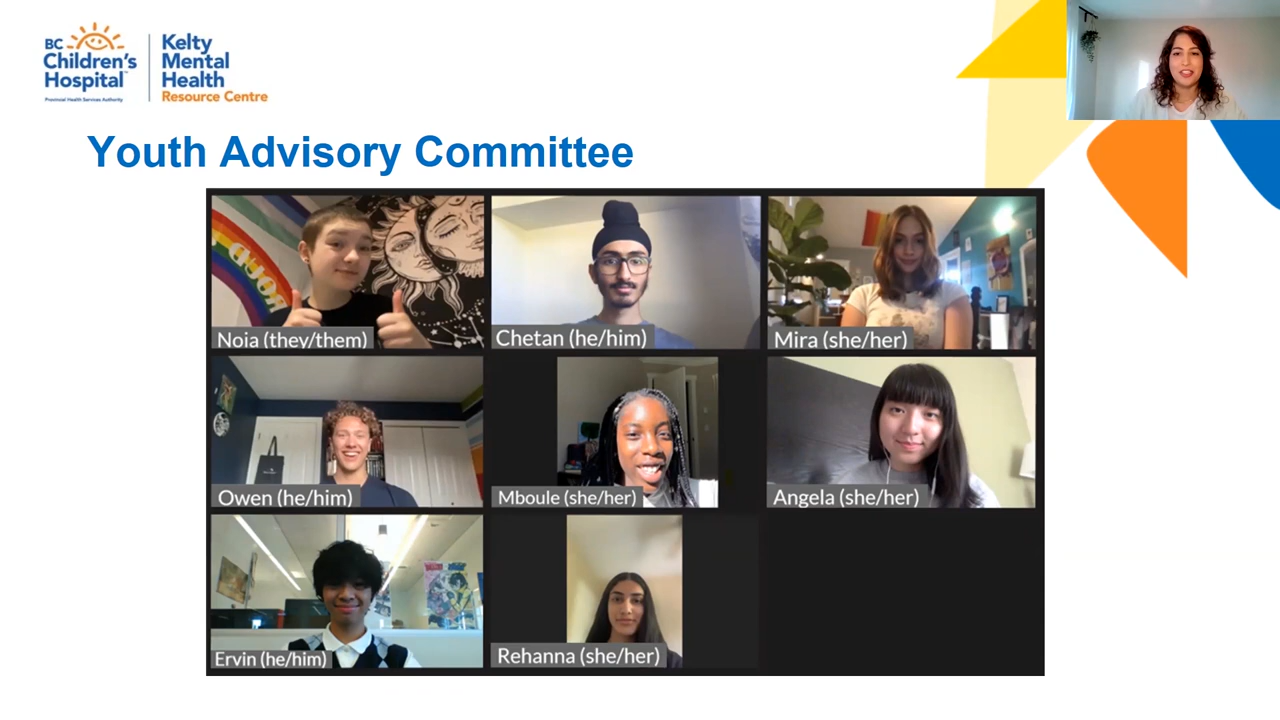 BC
Children's
Hospital
Provincial Health Services Authority
Kelty
Mental
Health
Resource Centre
Youth Advisory Committee
Noia (they/them)
Chetan (he/him)
Mira (she/her)
Owen (he/him)
Mboule (she/her)
Angela (she/her)
Ervin (he/him)
Rehanna (she/her)